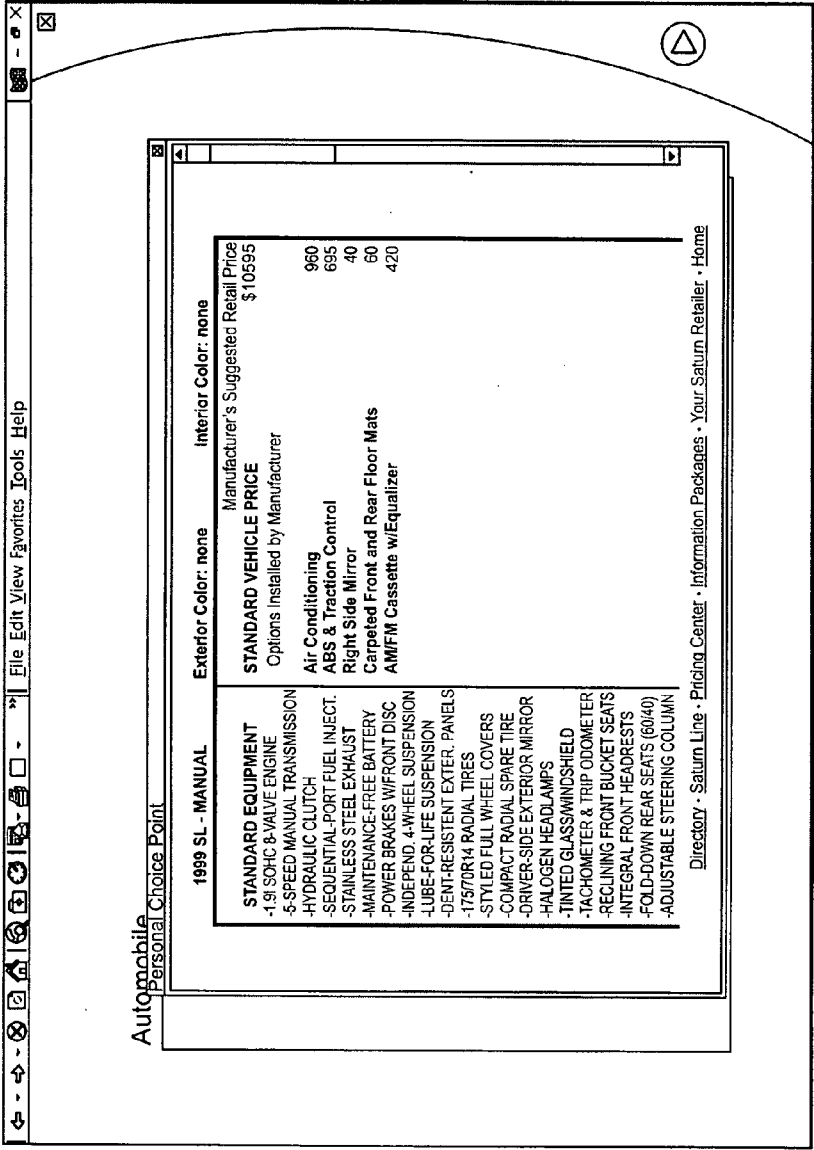 File Edit View Favorites Tools Help
Automobile
Personal Choice Point
1999 SL - MANUAL
Exterior Color: none
Interior Color: none
STANDARD EQUIPMENT
-1.9l SOHC 8-VALVE ENGINE
-5-SPEED MANUAL TRANSMISSION
-HYDRAULIC CLUTCH
-SEQUENTIAL-PORT FUEL INJECT.
-STAINLESS STEEL EXHAUST
-MAINTENANCE-FREE BATTERY
-POWER BRAKES W/FRONT DISC
-INDEPEND. 4-WHEEL SUSPENSION
-LUBE-FOR-LIFE SUSPENSION
-DENT-RESISTENT EXTER. PANELS
-175/70R14 RADIAL TIRES
-STYLED FULL WHEEL COVERS
-COMPACT RADIAL SPARE TIRE
-DRIVER-SIDE EXTERIOR MIRROR
-HALOGEN HEADLAMPS
-TINTED GLASS/WINDSHIELD
-TACHOMETER & TRIP ODOMETER
-RECLINING FRONT BUCKET SEATS
-INTEGRAL FRONT HEADRESTS
-FOLD-DOWN REAR SEATS (60/40)
-ADJUSTABLE STEERING COLUMN
Manufacturer's Suggested Retail Price
STANDARD VEHICLE PRICE $10595
Options Installed by Manufacturer
Air Conditioning 960
ABS & Traction Control 695
Right Side Mirror 40
Carpeted Front and Rear Floor Mats 60
AM/FM Cassette w/Equalizer 420
Directory · Saturn Line · Pricing Center · Information Packages · Your Saturn Retailer · Home